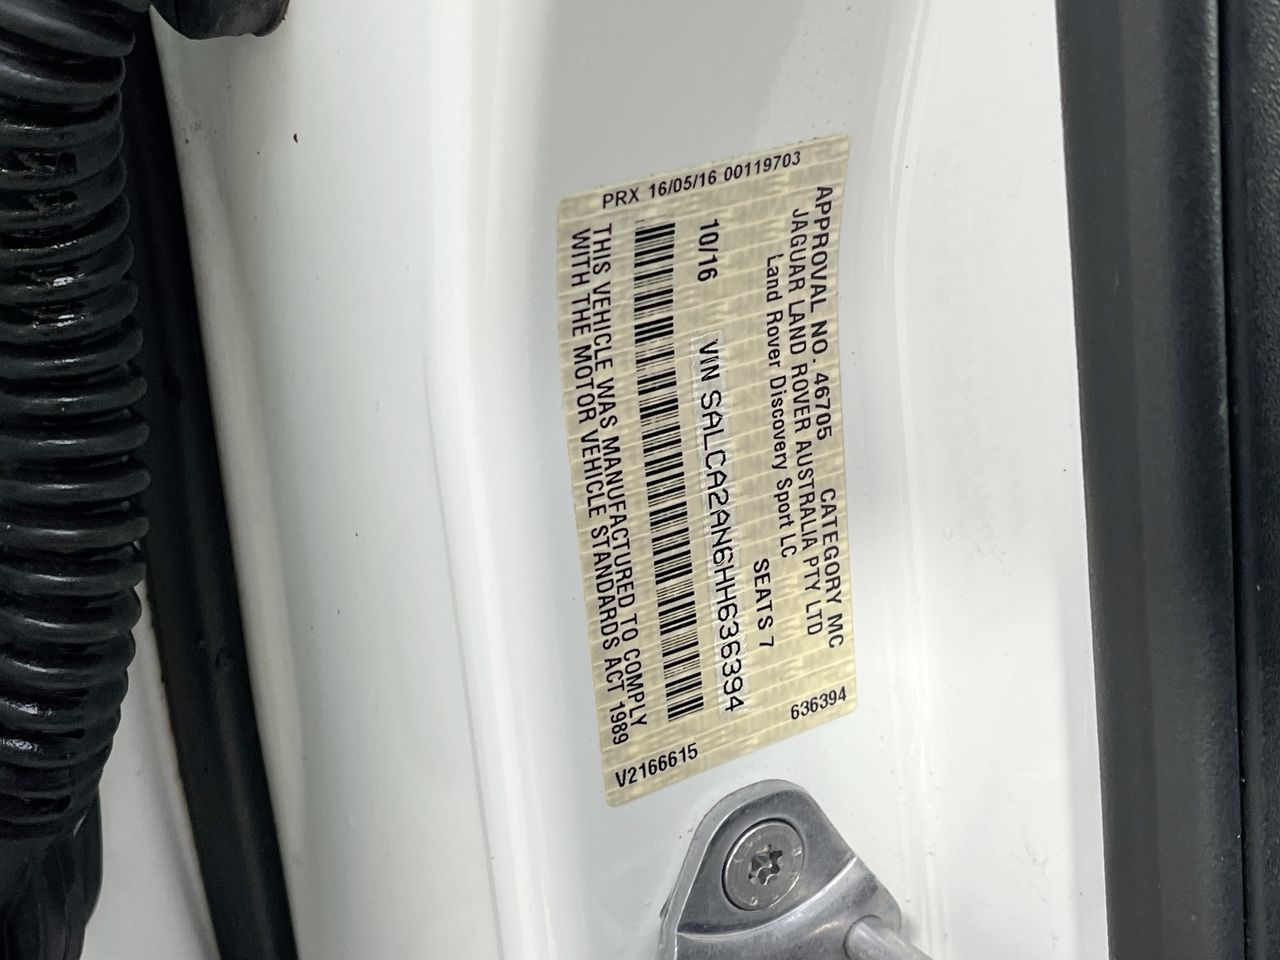 PRX 16/05/16 00119703
APPROVAL NO. 46705 CATEGORY MC
JAGUAR LAND ROVER AUSTRALIA PTY LTD
Land Rover Discovery Sport LC
SEATS 7
10/16 VIN SALCA2AN6HH636394
THIS VEHICLE WAS MANUFACTURED TO COMPLY
WITH THE MOTOR VEHICLE STANDARDS ACT 1989
V2166615
636394